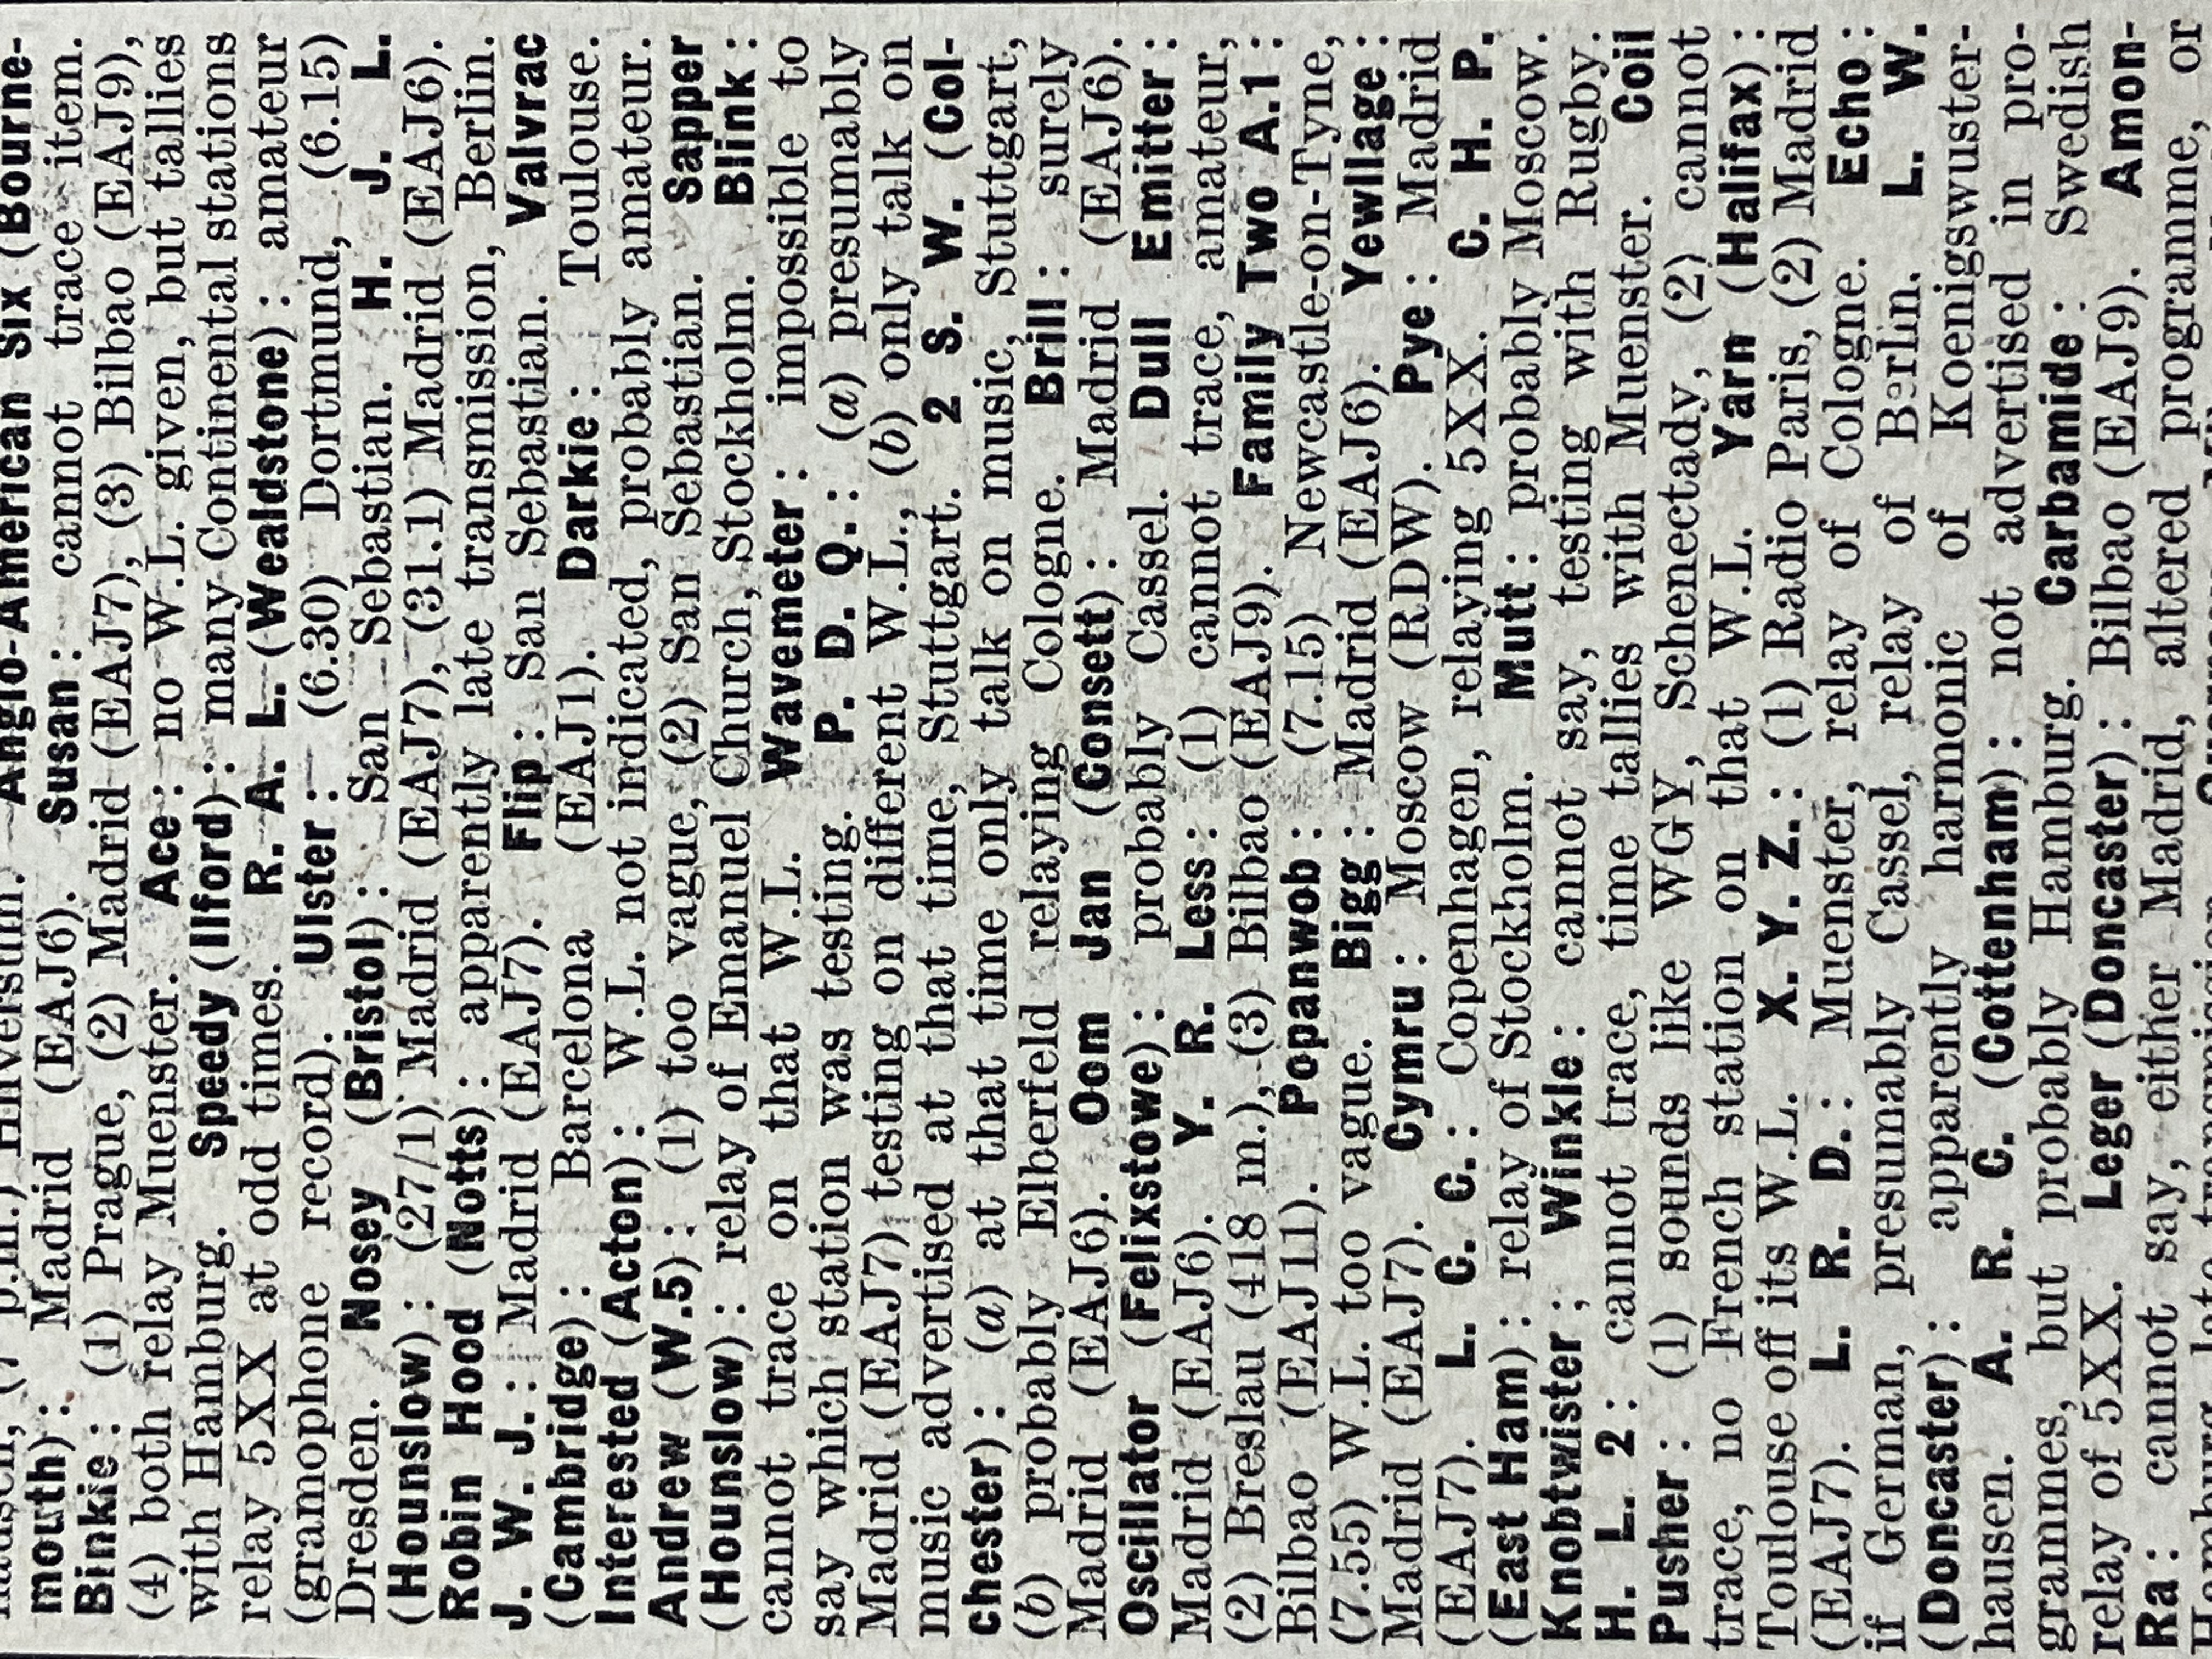 hausen, (7 p.m.) Hilversum. Anglo-American Six (Bourne-
mouth): Madrid (EAJ6). Susan: cannot trace item.
Binkie: (1) Prague, (2) Madrid (EAJ7), (3) Bilbao (EAJ9),
(4) both relay Muenster. Ace: no W.L. given, but tallies
with Hamburg. Speedy (Ilford): many Continental stations
relay 5XX at odd times. R. A. L. (Wealdstone): amateur
(gramophone record). Ulster: (6.30) Dortmund, (6.15)
Dresden. Nosey (Bristol): San Sebastian. H. J. L.
(Hounslow): (27/1) Madrid (EAJ7), (31.1) Madrid (EAJ6).
Robin Hood (Notts): apparently late transmission, Berlin.
J. W. J.: Madrid (EAJ7). Flip: San Sebastian. Valvrac
(Cambridge): Barcelona (EAJ1). Darkie: Toulouse.
Interested (Acton): W.L. not indicated, probably amateur.
Andrew (W.5): (1) too vague, (2) San Sebastian. Sapper
(Hounslow): relay of Emanuel Church, Stockholm. Blink:
cannot trace on that W.L. Wavemeter: impossible to
say which station was testing. P. D. Q.: (a) presumably
Madrid (EAJ7) testing on different W.L., (b) only talk on
music advertised at that time, Stuttgart. 2 S. W. (Col-
chester): (a) at that time only talk on music, Stuttgart,
(b) probably Elberfeld relaying Cologne. Brill: surely
Madrid (EAJ6). Oom Jan (Consett): Madrid (EAJ6).
Oscillator (Felixstowe): probably Cassel. Dull Emitter:
Madrid (EAJ6). Y. R. Less: (1) cannot trace, amateur,
(2) Breslau (418 m.), (3) Bilbao (EAJ9). Family Two A.1:
Bilbao (EAJ11). Popanwob: (7.15) Newcastle-on-Tyne,
(7.55) W.L. too vague. Bigg: Madrid (EAJ6). Yewllage:
Madrid (EAJ7). Cymru: Moscow (RDW). Pye: Madrid
(EAJ7). L. C. C.: Copenhagen, relaying 5XX. C. H. P.
(East Ham): relay of Stockholm. Mutt: probably Moscow.
Knobtwister; Winkle: cannot say, testing with Rugby.
H. L. 2: cannot trace, time tallies with Muenster. Coil
Pusher: (1) sounds like WGY, Schenectady, (2) cannot
trace, no French station on that W.L. Yarn (Halifax):
Toulouse off its W.L. X. Y. Z.: (1) Radio Paris, (2) Madrid
(EAJ7). L. R. D.: Muenster, relay of Cologne. Echo:
if German, presumably Cassel, relay of Berlin. L. W.
(Doncaster): apparently harmonic of Koenigswuster-
hausen. A. R. C. (Cottenham): not advertised in pro-
grammes, but probably Hamburg. Carbamide: Swedish
relay of 5XX. Leger (Doncaster): Bilbao (EAJ9). Amon-
Ra: cannot say, either Madrid, altered programme, or
Hamburg, late transmission.